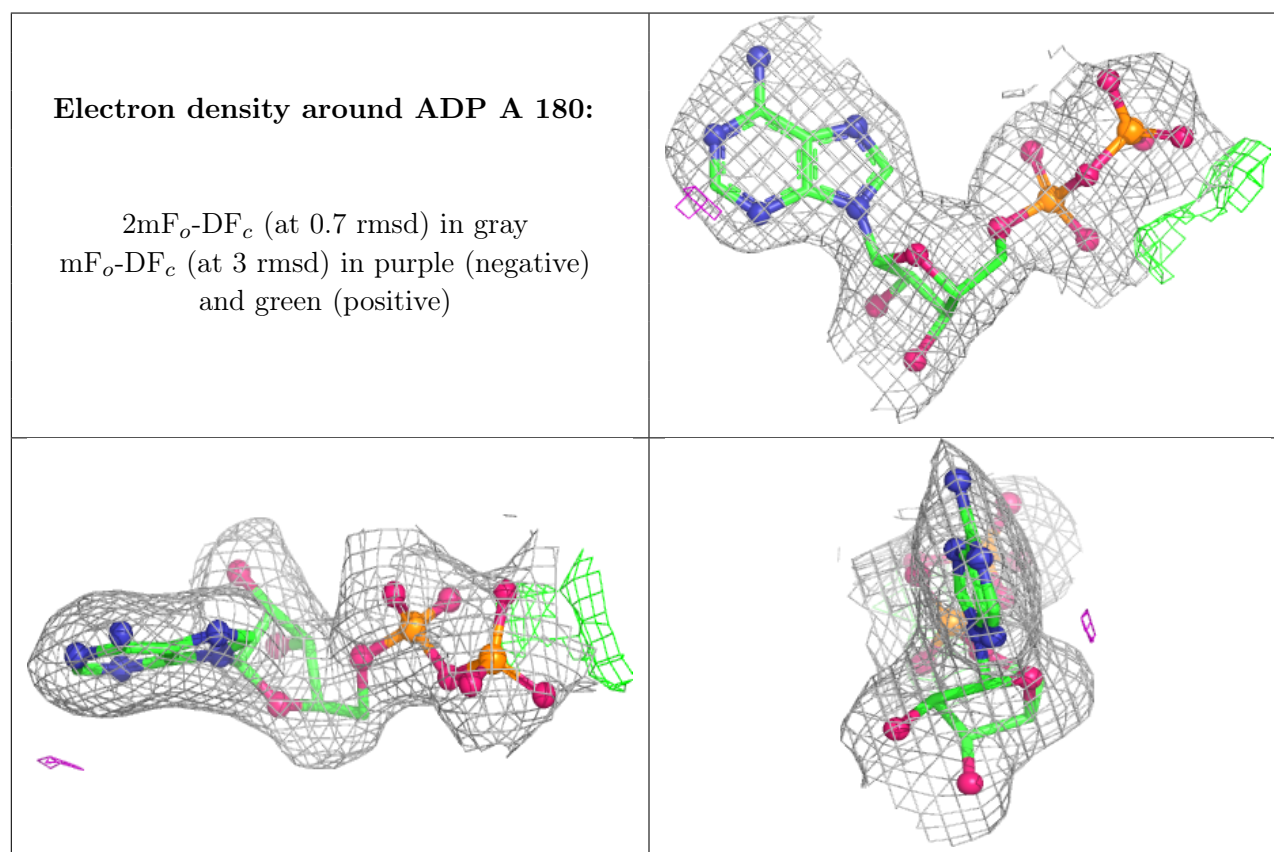 Electron density around ADP A 180:
2mFo-DFc (at 0.7 rmsd) in gray
mFo-DFc (at 3 rmsd) in purple (negative)
and green (positive)